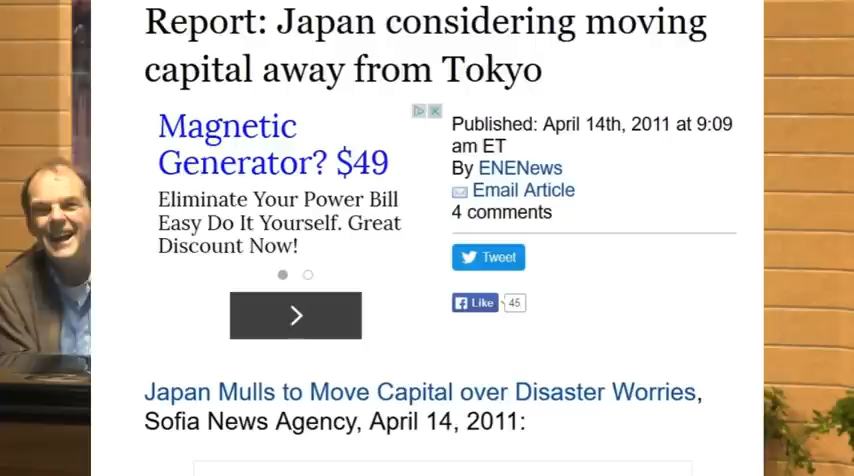 Report: Japan considering moving
capital away from Tokyo
Magnetic
Generator? $49
Eliminate Your Power Bill
Easy Do It Yourself. Great
Discount Now!
Published: April 14th, 2011 at 9:09
am ET
By ENENews
Email Article
4 comments
Tweet
Like 45
Japan Mulls to Move Capital over Disaster Worries,
Sofia News Agency, April 14, 2011: